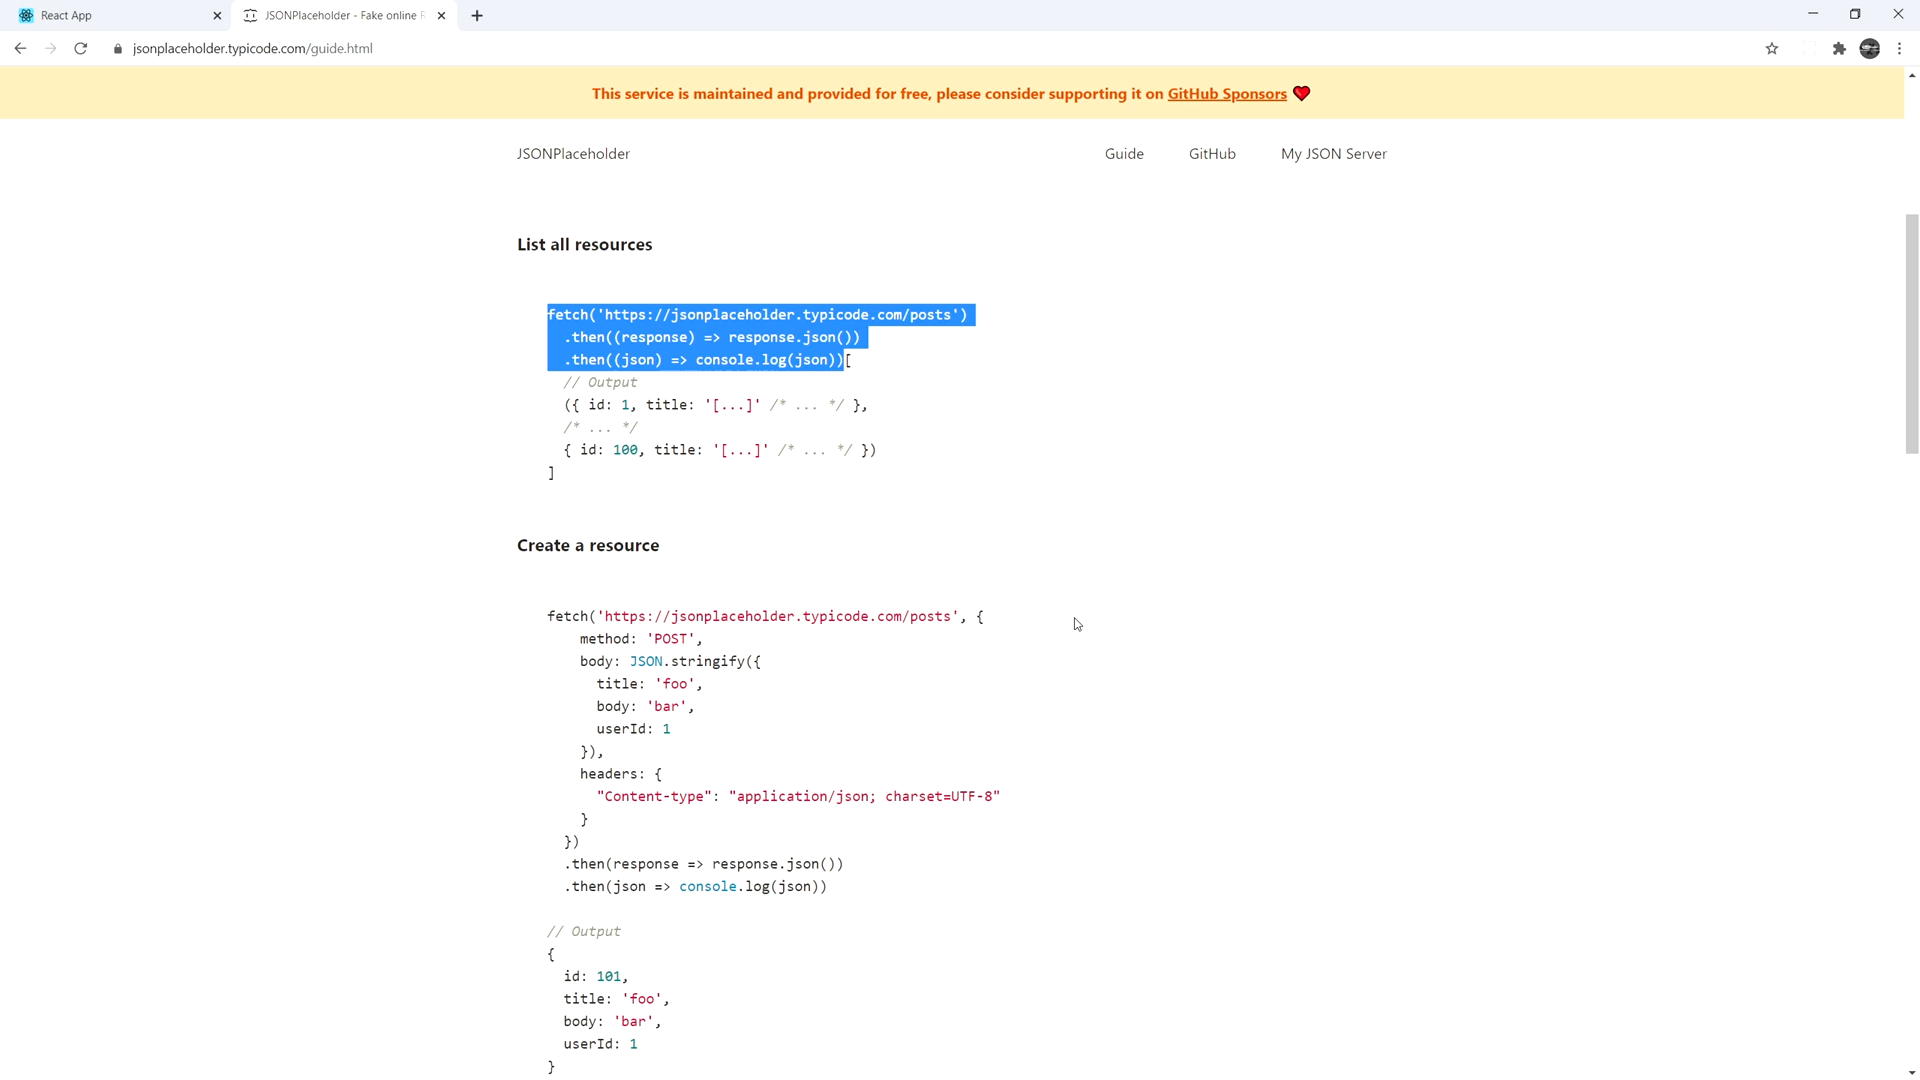 React App
JSONPlaceholder - Fake online R
jsonplaceholder.typicode.com/guide.html
This service is maintained and provided for free, please consider supporting it on GitHub Sponsors
JSONPlaceholder
Guide
GitHub
My JSON Server
List all resources
fetch('https://jsonplaceholder.typicode.com/posts')
  .then((response) => response.json())
  .then((json) => console.log(json))[
  // Output
  ({ id: 1, title: '[...]' /* ... */ },
  /* ... */
  { id: 100, title: '[...]' /* ... */ })
]
Create a resource
fetch('https://jsonplaceholder.typicode.com/posts', {
    method: 'POST',
    body: JSON.stringify({
      title: 'foo',
      body: 'bar',
      userId: 1
    }),
    headers: {
      "Content-type": "application/json; charset=UTF-8"
    }
  })
  .then(response => response.json())
  .then(json => console.log(json))
// Output
{
  id: 101,
  title: 'foo',
  body: 'bar',
  userId: 1
}